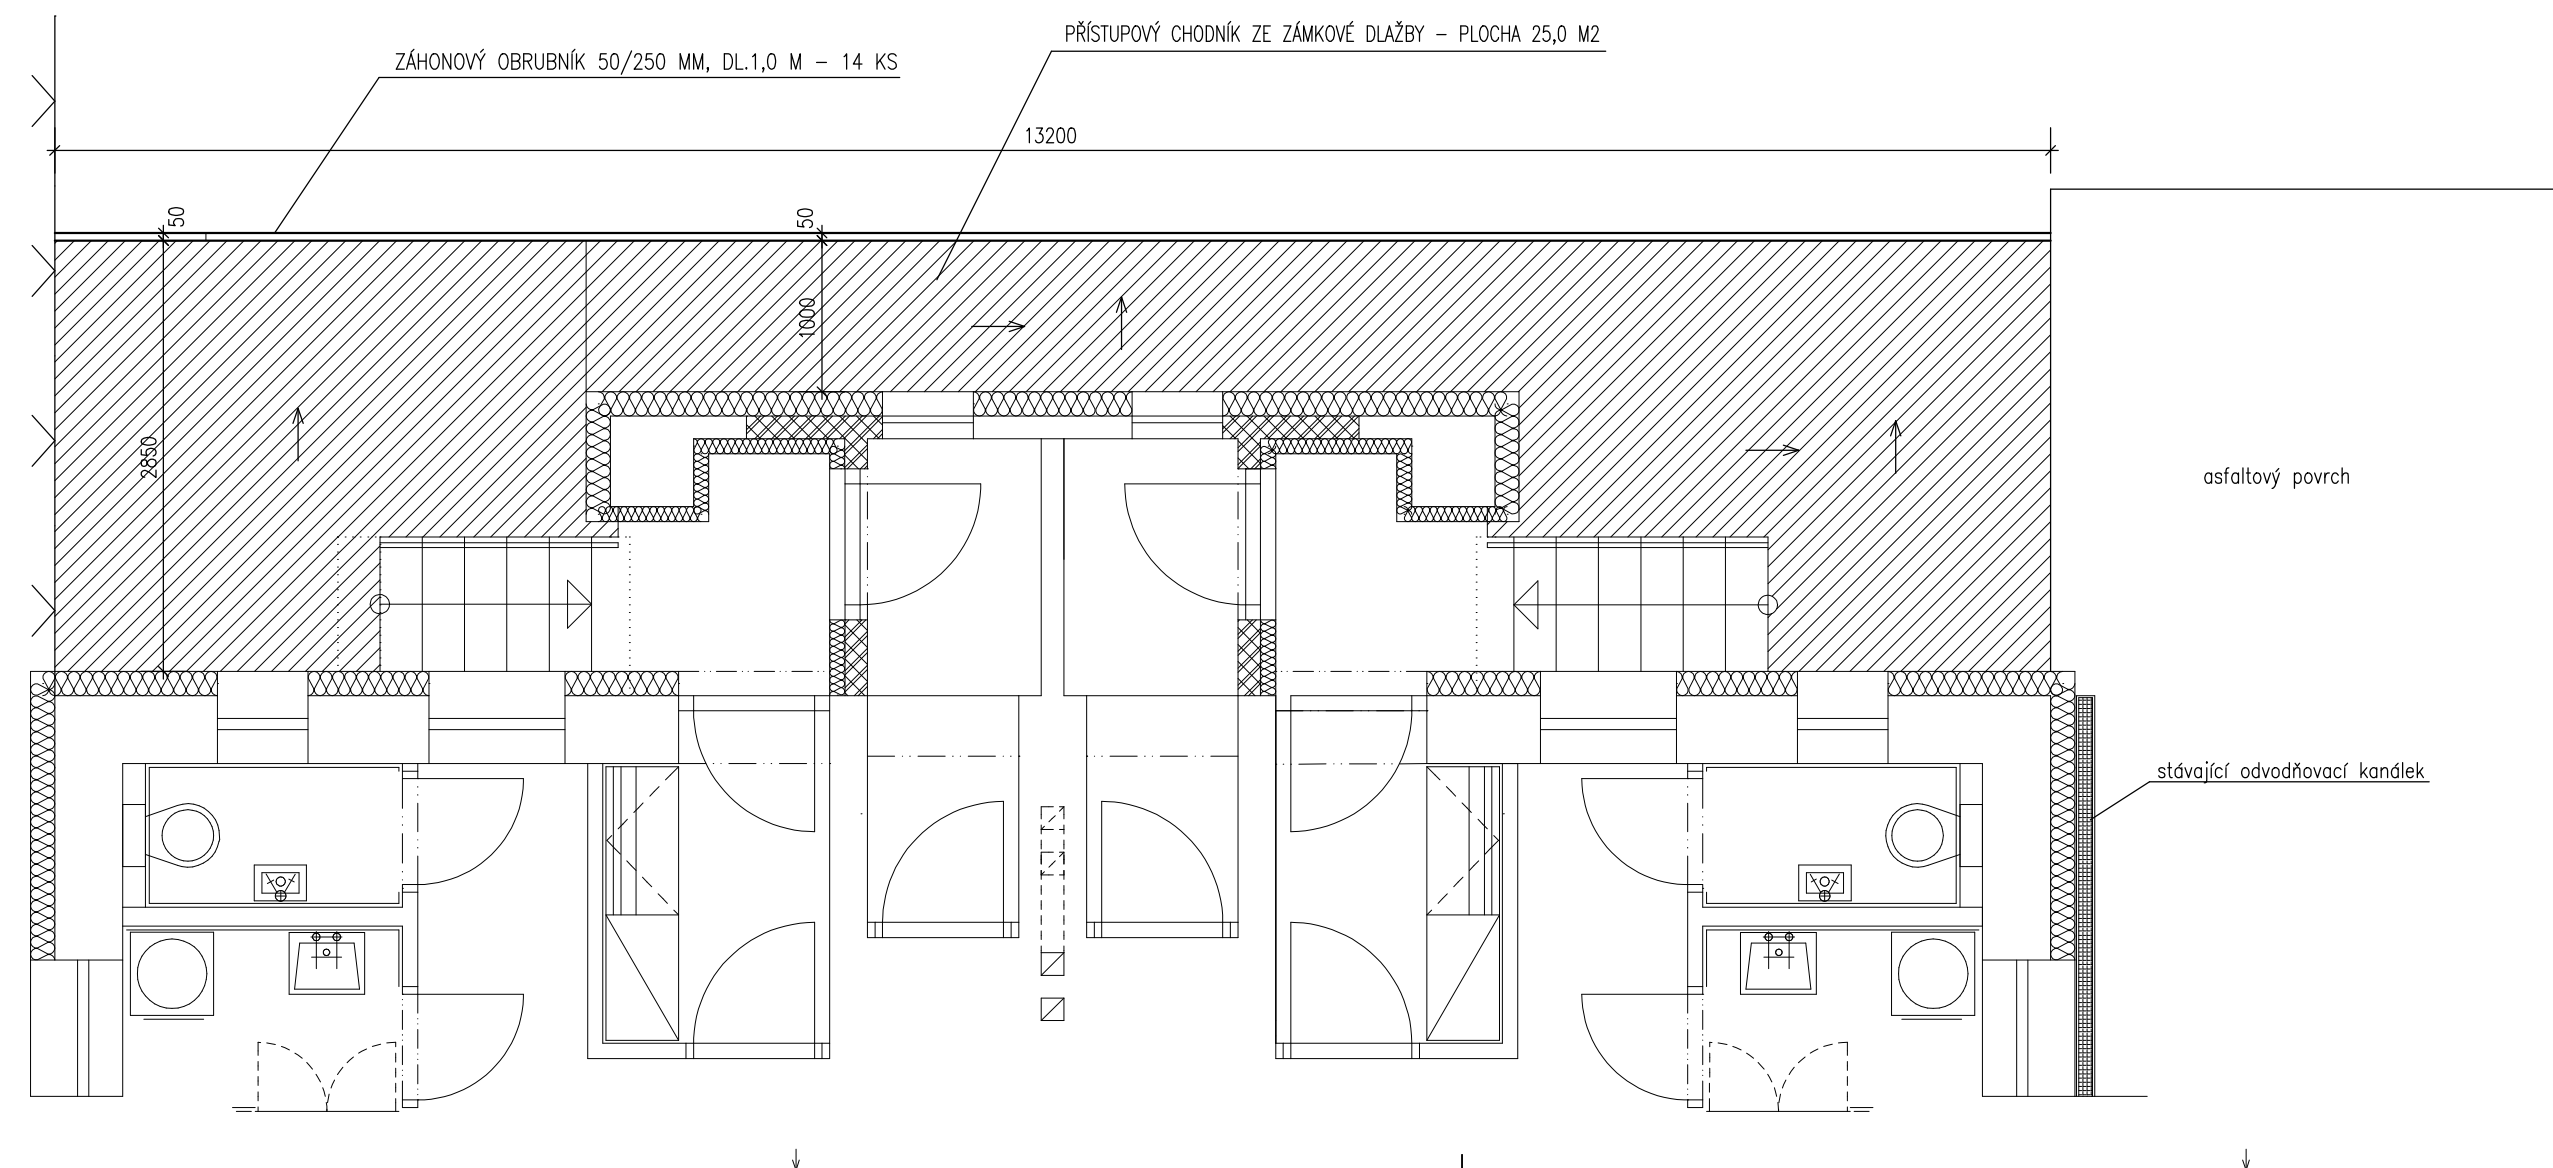 PŘÍSTUPOVÝ CHODNÍK ZE ZÁMKOVÉ DLAŽBY - PLOCHA 25,0 M2
ZÁHONOVÝ OBRUBNÍK 50/250 MM, DL.1,0 M - 14 KS
13200
50
50
1000
2850
asfaltový povrch
stávající odvodňovací kanálek